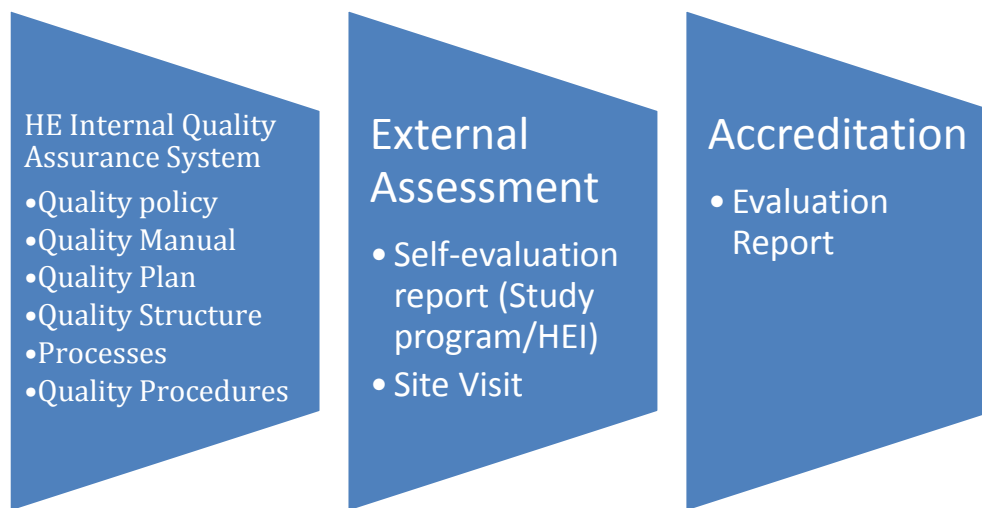 HE Internal Quality
Assurance System
•Quality policy
•Quality Manual
•Quality Plan
•Quality Structure
•Processes
•Quality Procedures
External
Assessment
• Self-evaluation
report (Study
program/HEI)
• Site Visit
Accreditation
• Evaluation
Report